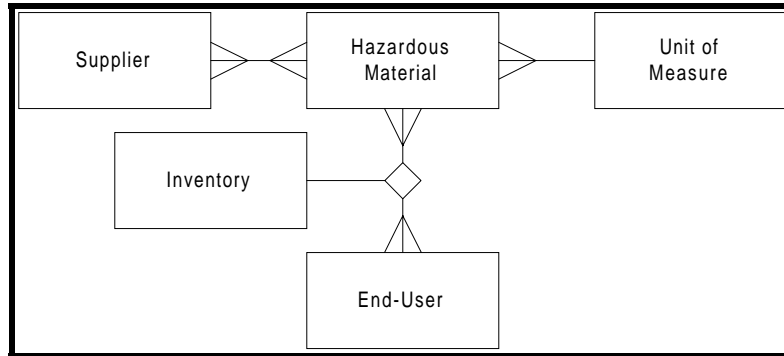 Supplier
Hazardous
Material
Unit of
Measure
Inventory
End-User